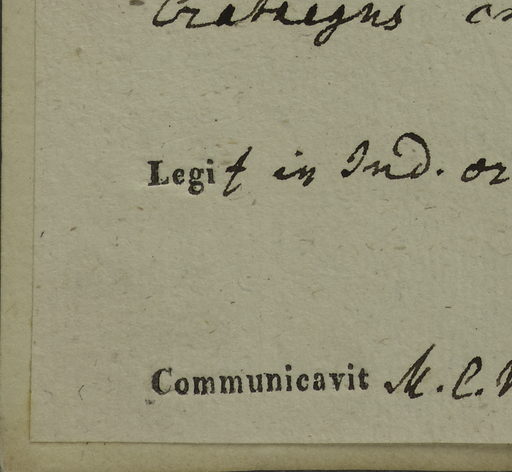 Crataegus
Legit in Ind. or
Communicavit M. C.